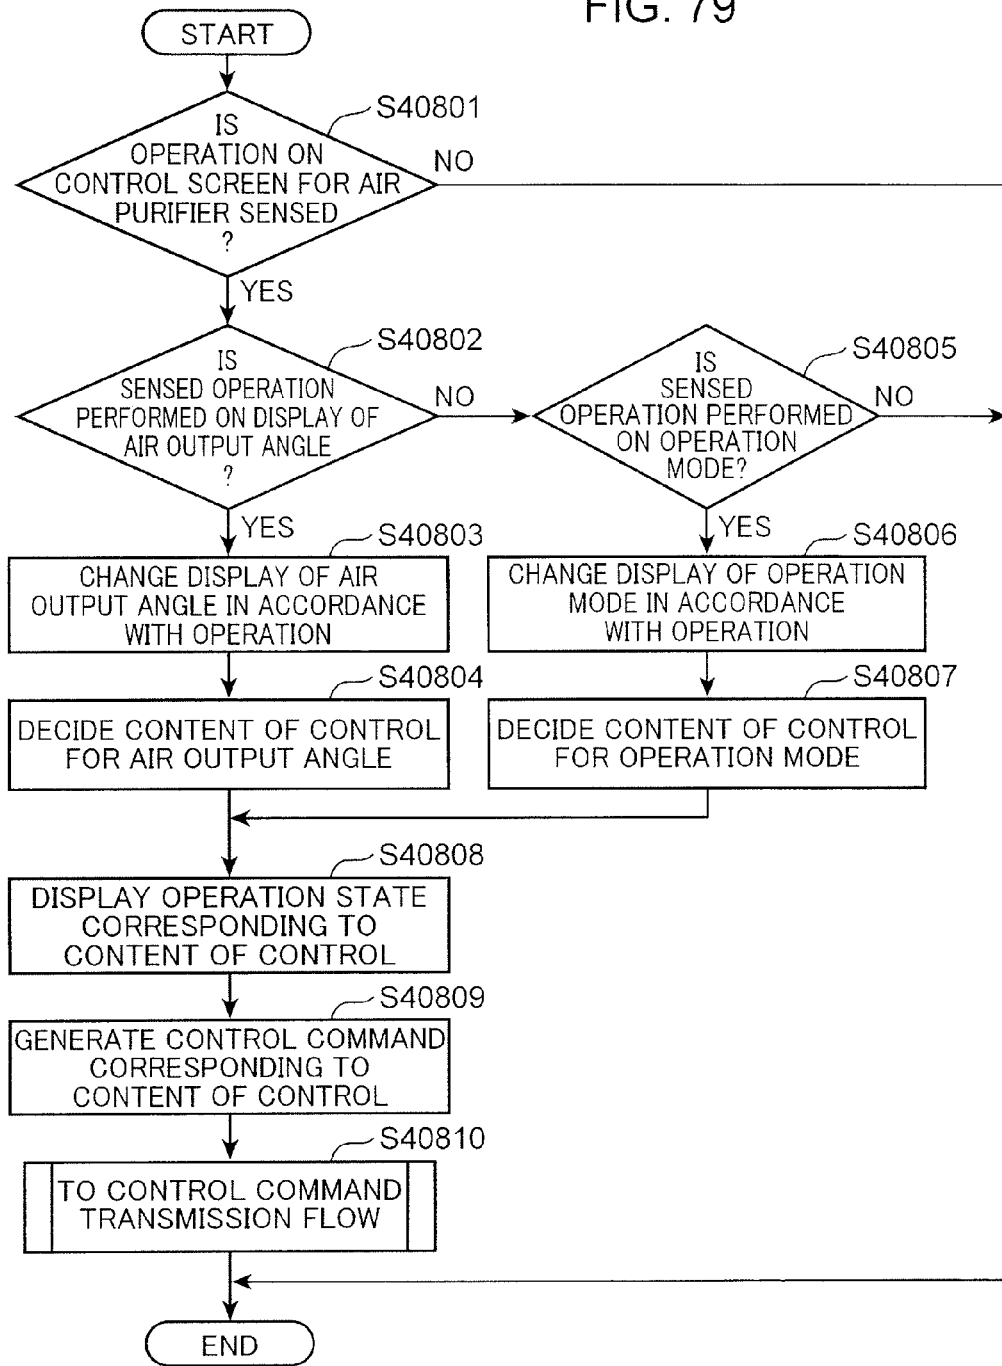 FIG. 79
START
S40801
IS
OPERATION ON
CONTROL SCREEN FOR AIR
PURIFIER SENSED
?
NO
YES
S40802
IS
SENSED OPERATION
PERFORMED ON DISPLAY OF
AIR OUTPUT ANGLE
?
NO
YES
S40805
IS
SENSED
OPERATION PERFORMED
ON OPERATION
MODE?
NO
YES
S40803
CHANGE DISPLAY OF AIR
OUTPUT ANGLE IN ACCORDANCE
WITH OPERATION
S40806
CHANGE DISPLAY OF OPERATION
MODE IN ACCORDANCE
WITH OPERATION
S40804
DECIDE CONTENT OF CONTROL
FOR AIR OUTPUT ANGLE
S40807
DECIDE CONTENT OF CONTROL
FOR OPERATION MODE
S40808
DISPLAY OPERATION STATE
CORRESPONDING TO
CONTENT OF CONTROL
S40809
GENERATE CONTROL COMMAND
CORRESPONDING TO
CONTENT OF CONTROL
S40810
TO CONTROL COMMAND
TRANSMISSION FLOW
END